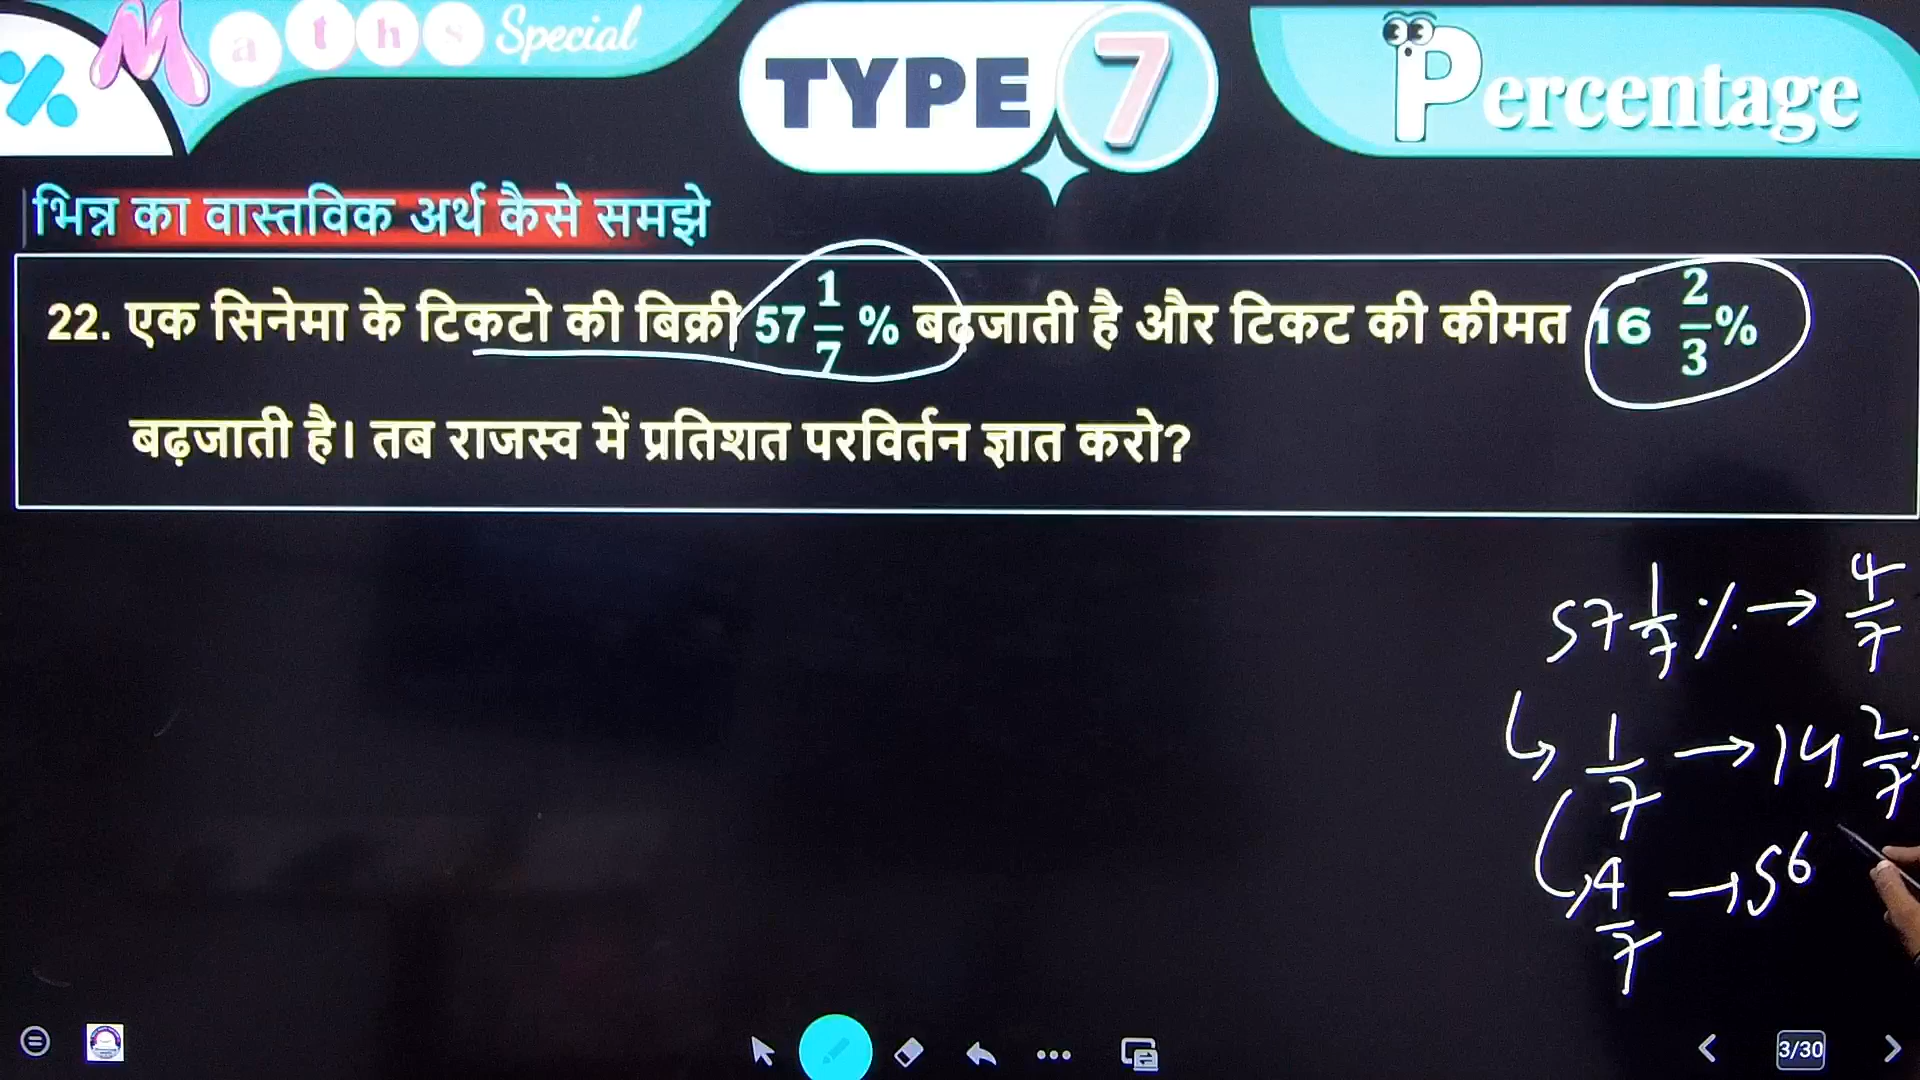 Maths Special
TYPE 7
Percentage
भिन्न का वास्तविक अर्थ कैसे समझे
22. एक सिनेमा के टिकटो की बिक्री 57 1/7 % बढ़जाती है और टिकट की कीमत 16 2/3%
बढ़जाती है। तब राजस्व में प्रतिशत परविर्तन ज्ञात करो?
57 1/7 % → 4/7
1/7 → 14 2/7 %
4/7 → 56
3/30